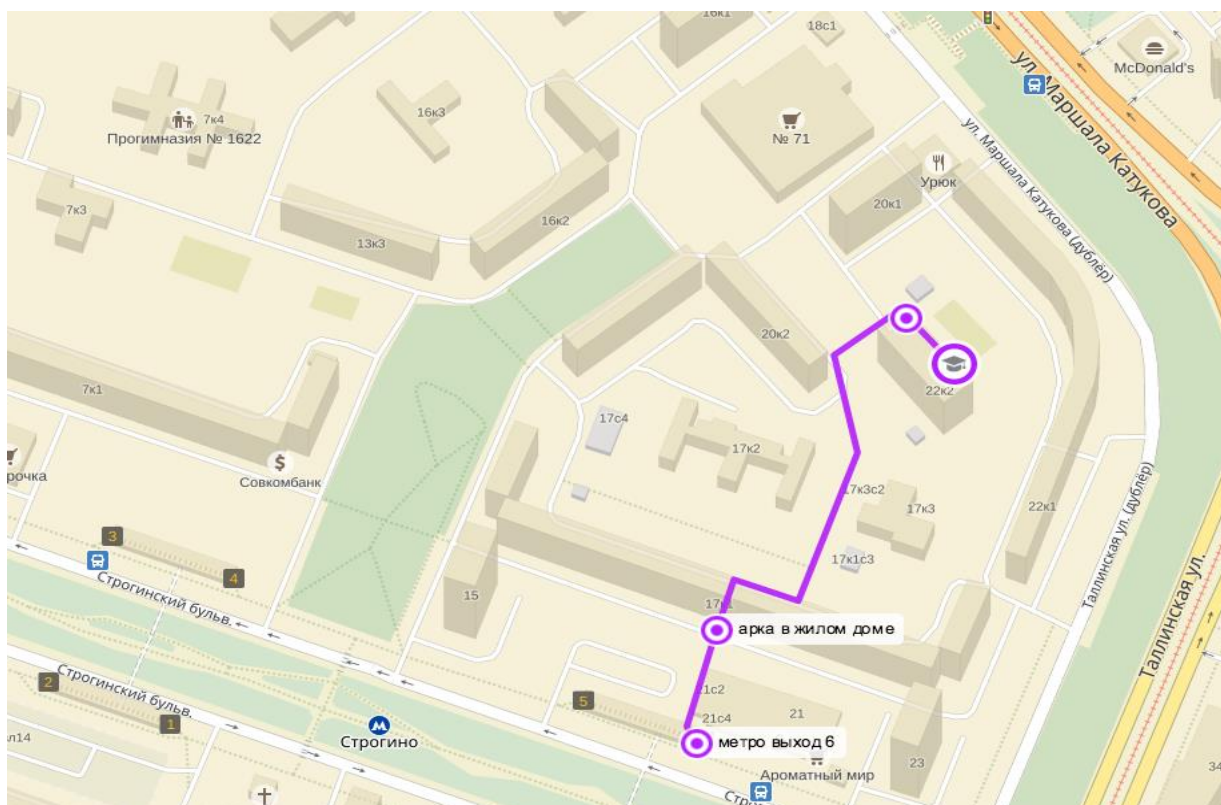 16к1
18с1
McDonald's
ул. Маршала Катукова
16к3
7к4
Прогимназия № 1622
№ 71
ул. Маршала Катукова (дублёр)
Урюк
20к1
7к3
13к3
16к2
20к2
7к1
22к2
17с4
17к2
Совкомбанк
рочка
17к3с2
17к3
22к1
Таллинская ул. (дублёр)
3
4
17к1с3
Строгинский бульв.
15
арка в жилом доме
Таллинская ул.
2
1
Строгинский бульв.
5
21с2
21с4
21
Строгино
метро выход 6
Ароматный мир
23
34